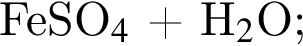 FeSO₄ + H₂O;